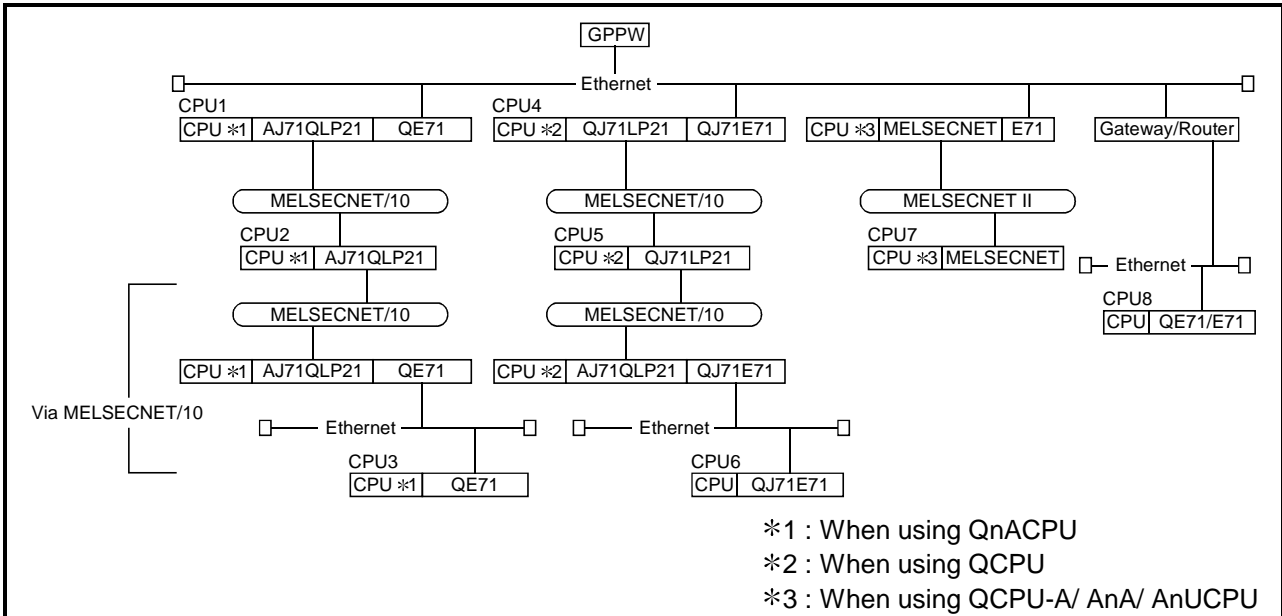 GPPW
Ethernet
CPU1 CPU4
CPU ＊1 AJ71QLP21 QE71 CPU ＊2 QJ71LP21 QJ71E71 CPU ＊3 MELSECNET E71 Gateway/Router
MELSECNET/10 MELSECNET/10 MELSECNET II
CPU2 CPU5 CPU7
CPU ＊1 AJ71QLP21 CPU ＊2 QJ71LP21 CPU ＊3 MELSECNET
Ethernet
CPU8
CPU QE71/E71
MELSECNET/10 MELSECNET/10
CPU ＊1 AJ71QLP21 QE71 CPU ＊2 AJ71QLP21 QJ71E71
Via MELSECNET/10
Ethernet Ethernet
CPU3 CPU6
CPU ＊1 QE71 CPU QJ71E71
＊1 : When using QnACPU
＊2 : When using QCPU
＊3 : When using QCPU-A/ AnA/ AnUCPU